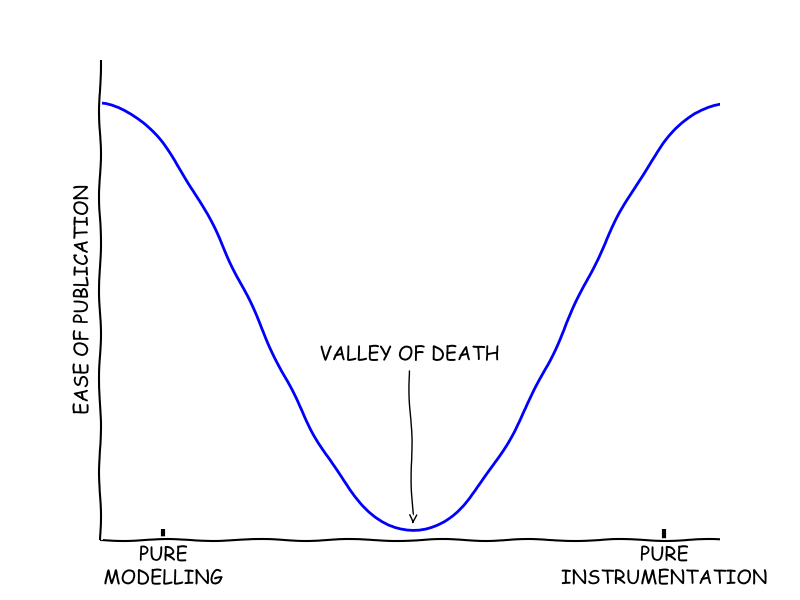 EASE OF PUBLICATION
VALLEY OF DEATH
PURE
MODELLING
PURE
INSTRUMENTATION